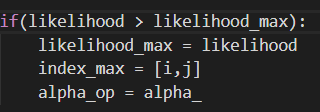 if(likelihood > likelihood_max):
    likelihood_max = likelihood
    index_max = [i,j]
    alpha_op = alpha_